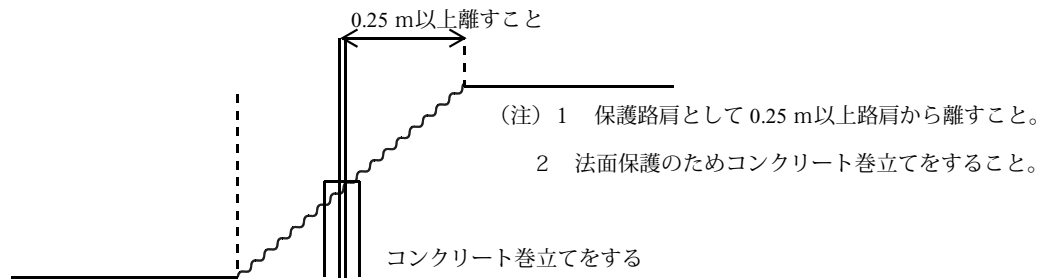 0.25 ｍ以上離すこと
（注）１　保護路肩として 0.25 ｍ以上路肩から離すこと。
２　法面保護のためコンクリート巻立てをすること。
コンクリート巻立てをする